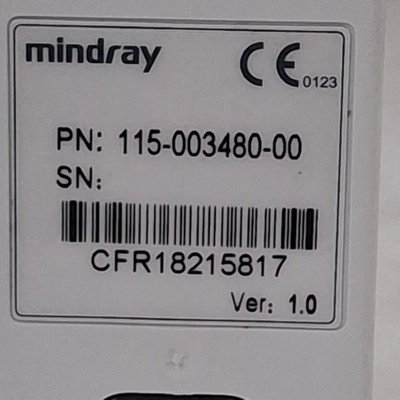 mindray CE 0123
PN: 115-003480-00
SN:
CFR18215817
Ver: 1.0